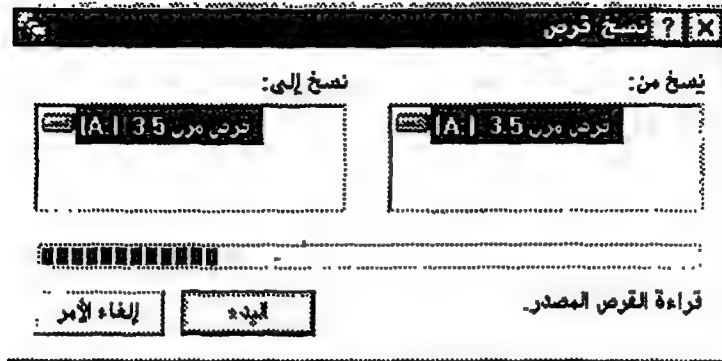 نسخ قرص
نسخ من:
نسخ إلى:
قرص مرن 3.5 (A:)
قرص مرن 3.5 (A:)
قراءة القرص المصدر.
البدء
إلغاء الأمر